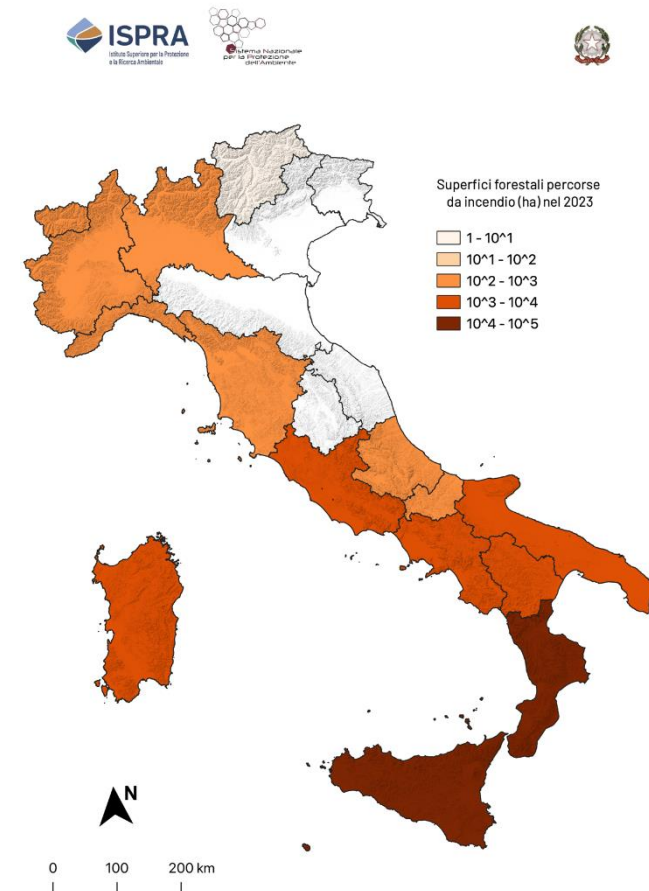 ISPRA
Istituto Superiore per la Protezione
e la Ricerca Ambientale
Sistema Nazionale
per la Protezione
dell'Ambiente
Superfici forestali percorse
da incendio (ha) nel 2023
1 - 10^1
10^1 - 10^2
10^2 - 10^3
10^3 - 10^4
10^4 - 10^5
N
0 100 200 km